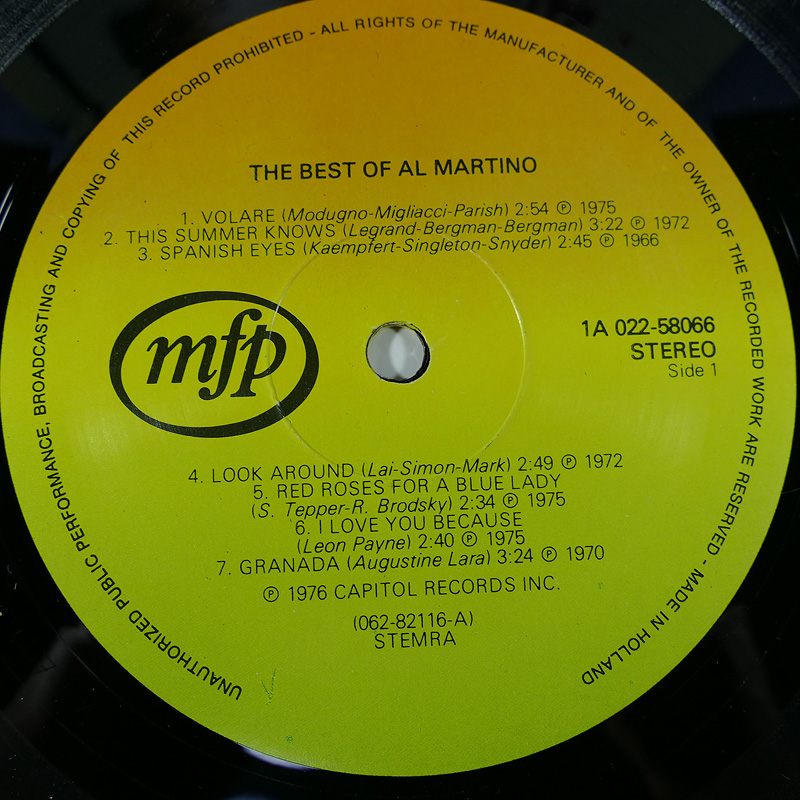 UNAUTHORIZED PUBLIC PERFORMANCE, BROADCASTING AND COPYING OF THIS RECORD PROHIBITED - ALL RIGHTS OF THE MANUFACTURER AND OF THE OWNER OF THE RECORDED WORK ARE RESERVED - MADE IN HOLLAND
THE BEST OF AL MARTINO
1. VOLARE (Modugno-Migliacci-Parish) 2:54 ℗ 1975
2. THIS SUMMER KNOWS (Legrand-Bergman-Bergman) 3:22 ℗ 1972
3. SPANISH EYES (Kaempfert-Singleton-Snyder) 2:45 ℗ 1966
mfp
1A 022-58066
STEREO
Side 1
4. LOOK AROUND (Lai-Simon-Mark) 2:49 ℗ 1972
5. RED ROSES FOR A BLUE LADY
(S. Tepper-R. Brodsky) 2:34 ℗ 1975
6. I LOVE YOU BECAUSE
(Leon Payne) 2:40 ℗ 1975
7. GRANADA (Augustine Lara) 3:24 ℗ 1970
℗ 1976 CAPITOL RECORDS INC.
(062-82116-A)
STEMRA